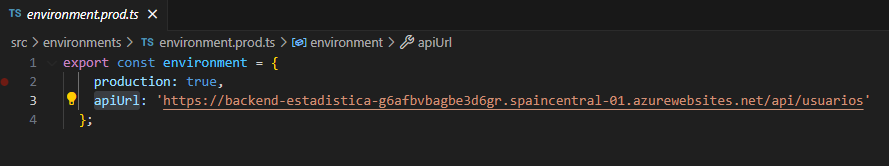 TS environment.prod.ts ×
src > environments > TS environment.prod.ts > environment > apiUrl
1 export const environment = {
2 production: true,
3 apiUrl: 'https://backend-estadistica-g6afbvbagbe3d6gr.spaincentral-01.azurewebsites.net/api/usuarios'
4 };